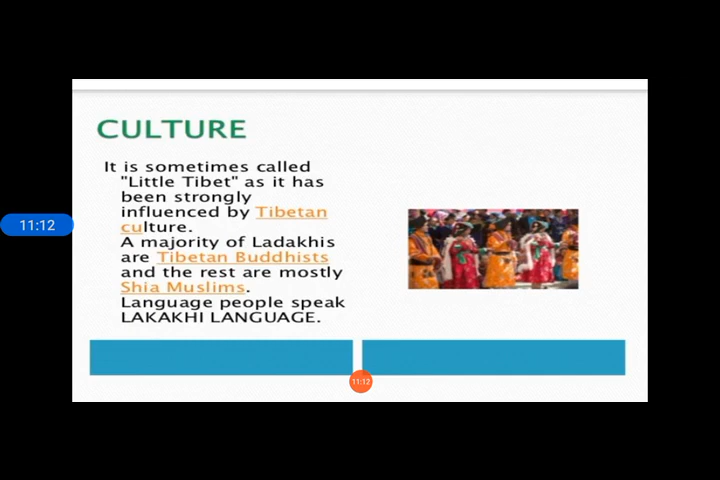 CULTURE
It is sometimes called
"Little Tibet" as it has
been strongly
influenced by Tibetan
culture.
A majority of Ladakhis
are Tibetan Buddhists
and the rest are mostly
Shia Muslims.
Language people speak
LAKAKHI LANGUAGE.
11:12
11:12